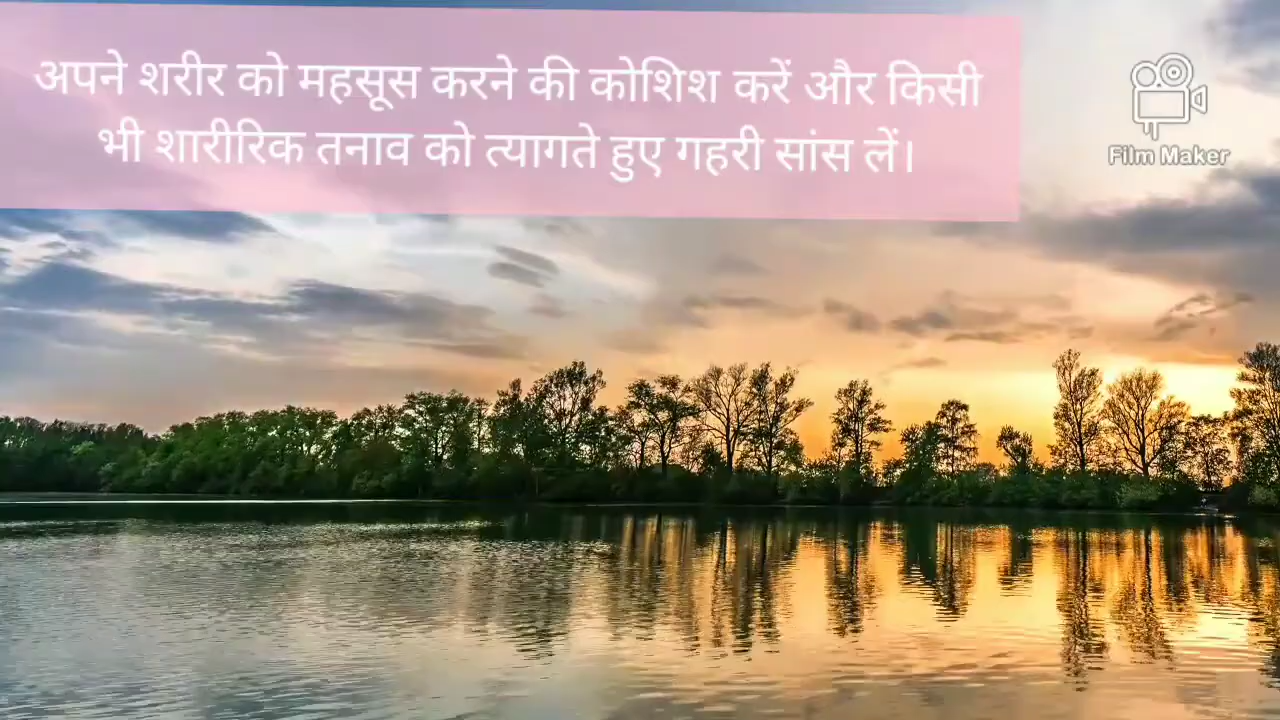 अपने शरीर को महसूस करने की कोशिश करें और किसी
भी शारीरिक तनाव को त्यागते हुए गहरी सांस लें।
Film Maker